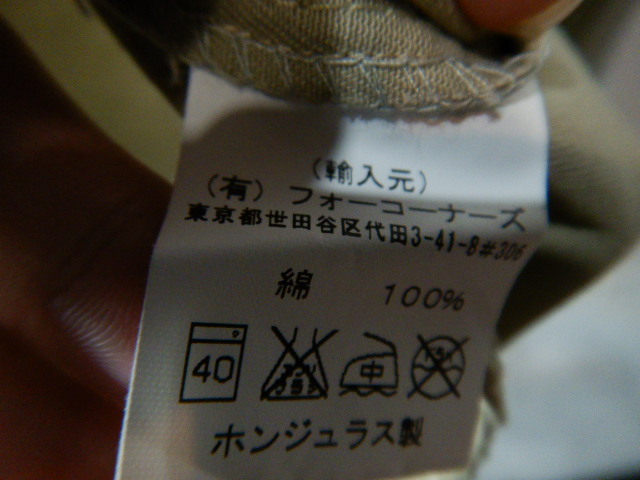 (輸入元)
(有) フォーコーナーズ
東京都世田谷区代田3-41-8#306
綿 100%
40 中
ホンジュラス製